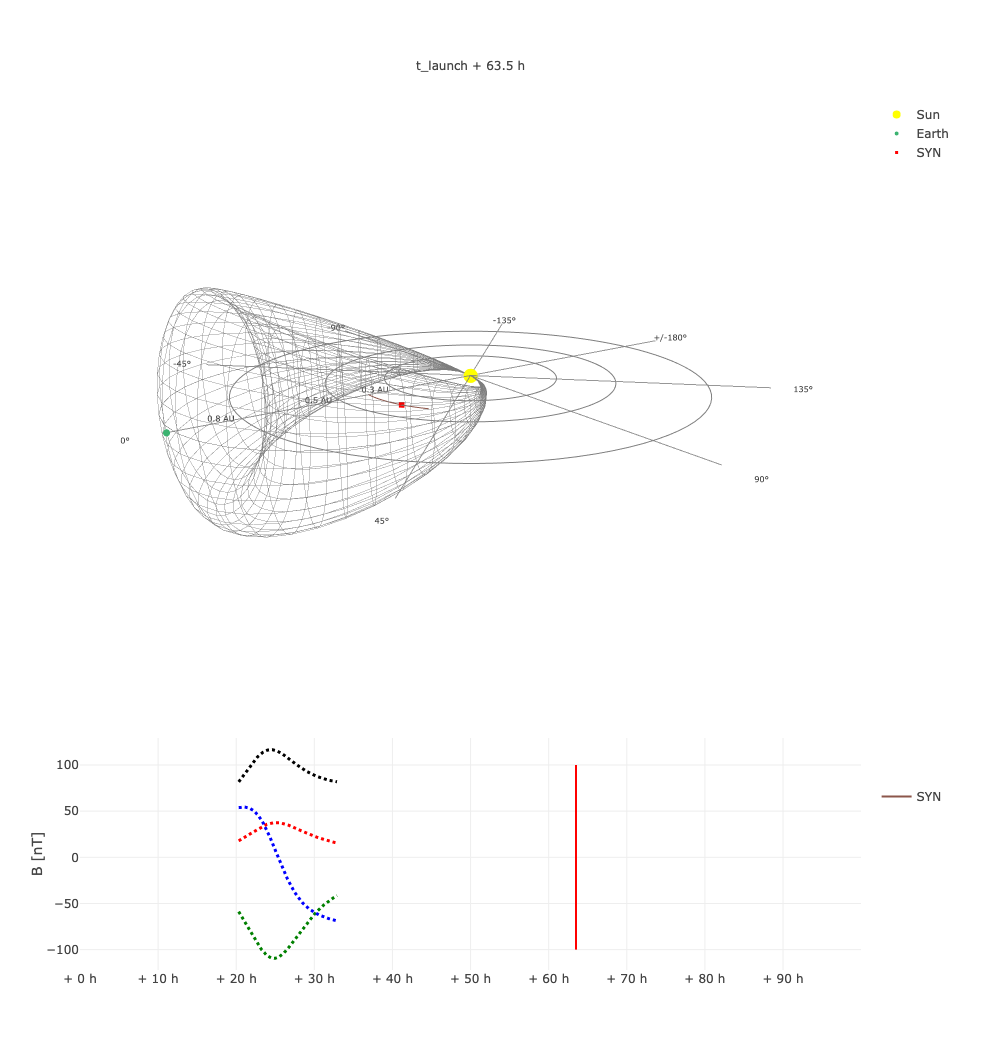 t_launch + 63.5 h
Sun
Earth
SYN
-135°
-90°
+/-180°
-45°
0.3 AU
135°
0.5 AU
0.8 AU
0°
90°
45°
100
50
0
−50
−100
B [nT]
SYN
+ 0 h
+ 10 h
+ 20 h
+ 30 h
+ 40 h
+ 50 h
+ 60 h
+ 70 h
+ 80 h
+ 90 h